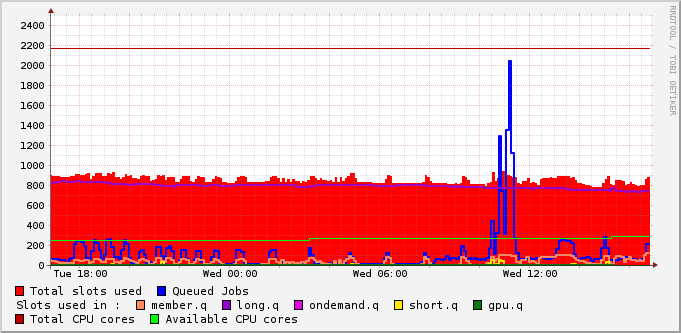 2400
2200
2000
1800
1600
1400
1200
1000
800
600
400
200
0
Tue 18:00 Wed 00:00 Wed 06:00 Wed 12:00
RRDTOOL / TOBI OETIKER
Total slots used Queued Jobs
Slots used in : member.q long.q ondemand.q short.q gpu.q
Total CPU cores Available CPU cores